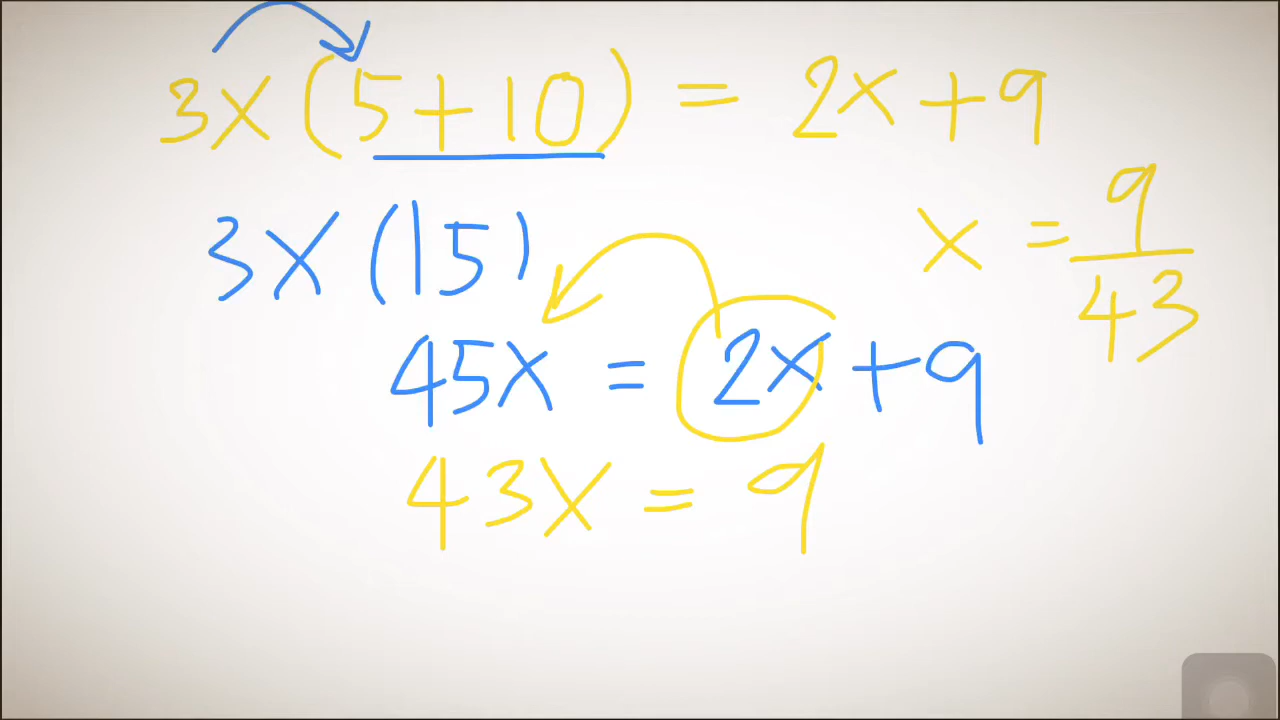 3x(5+10) = 2x+9
3x(15)
x = 9/43
45x = 2x+9
43x = 9